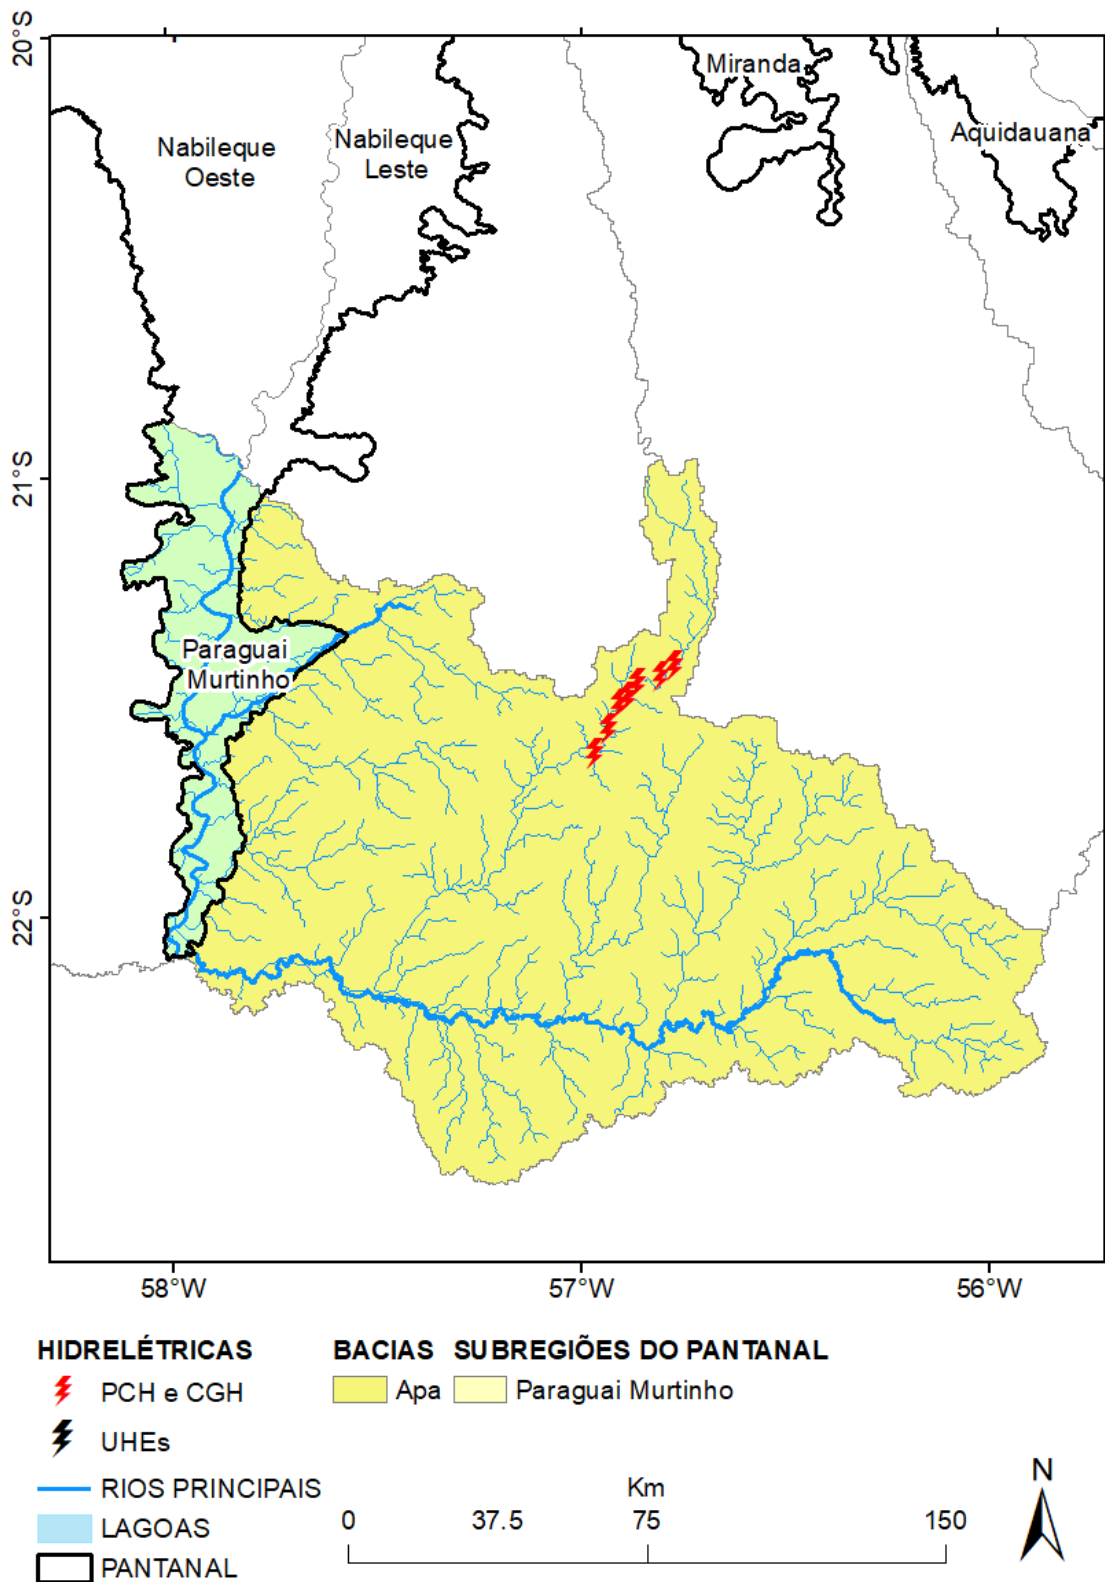 20°S
Miranda
Aquidauana
Nabileque
Oeste
Nabileque
Leste
21°S
Paraguai
Murtinho
22°S
58°W
57°W
56°W
HIDRELÉTRICAS
PCH e CGH
UHEs
RIOS PRINCIPAIS
LAGOAS
PANTANAL
BACIAS
Apa
SUBREGIÕES DO PANTANAL
Paraguai Murtinho
Km
0 37.5 75 150
N